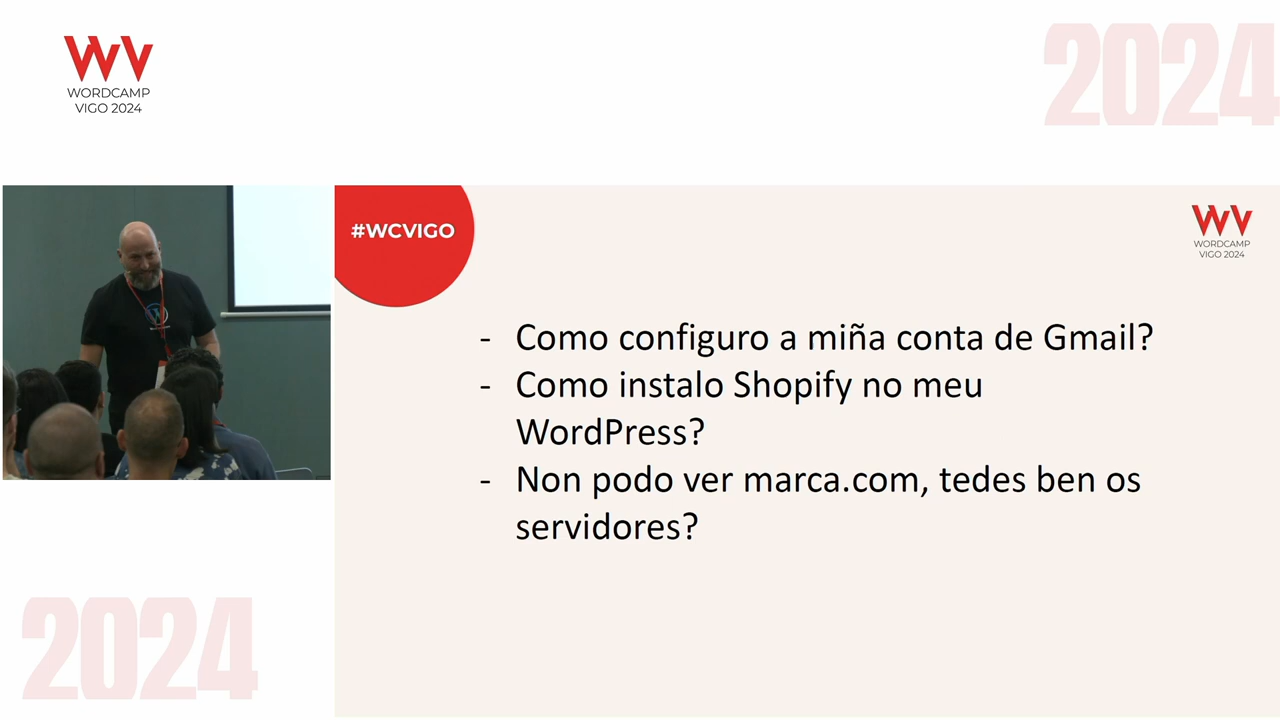 WORDCAMP
VIGO 2024
2024
#WCVIGO
WORDCAMP
VIGO 2024
- Como configuro a miña conta de Gmail?
- Como instalo Shopify no meu
WordPress?
- Non podo ver marca.com, tedes ben os
servidores?
2024